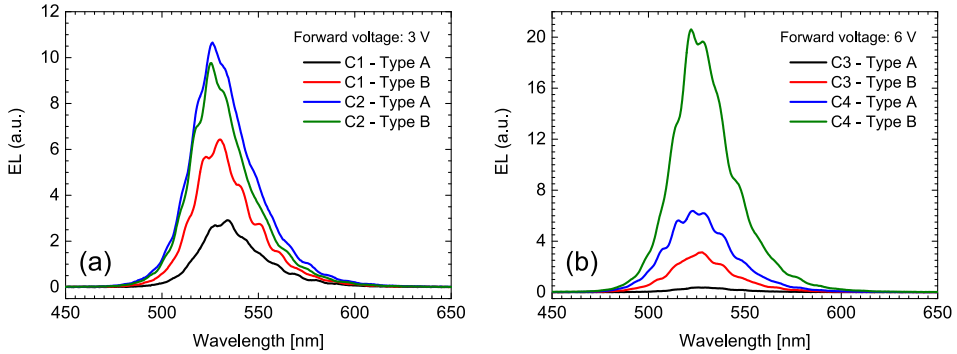 12
10
8
6
4
2
0
EL (a.u.)
Forward voltage: 3 V
C1 - Type A
C1 - Type B
C2 - Type A
C2 - Type B
(a)
450 500 550 600 650
Wavelength [nm]
20
16
12
8
4
0
EL (a.u.)
Forward voltage: 6 V
C3 - Type A
C3 - Type B
C4 - Type A
C4 - Type B
(b)
450 500 550 600 650
Wavelength [nm]